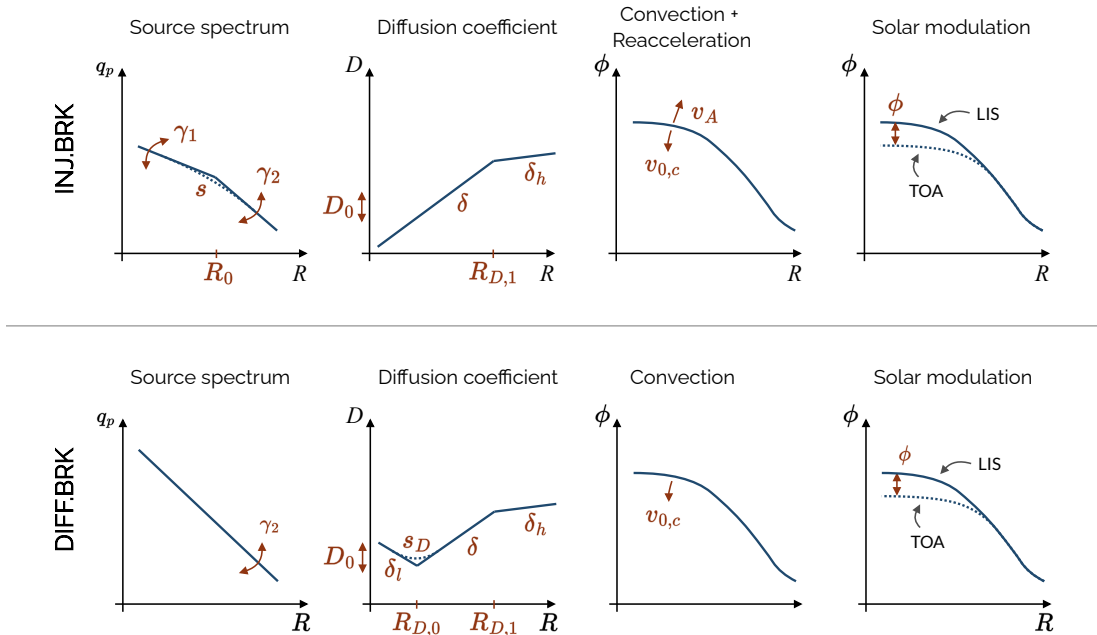 Source spectrum
Diffusion coefficient
Convection +
Reacceleration
Solar modulation
INJ.BRK
q_p
γ_1
s
γ_2
R_0
R
D
D_0
δ
δ_h
R_{D,1}
R
ϕ
v_A
v_{0,c}
R
ϕ
ϕ
LIS
TOA
R
Source spectrum
Diffusion coefficient
Convection
Solar modulation
DIFF.BRK
q_p
γ_2
R
D
D_0
s_D
δ_l
δ
δ_h
R_{D,0}
R_{D,1}
R
ϕ
v_{0,c}
R
ϕ
ϕ
LIS
TOA
R